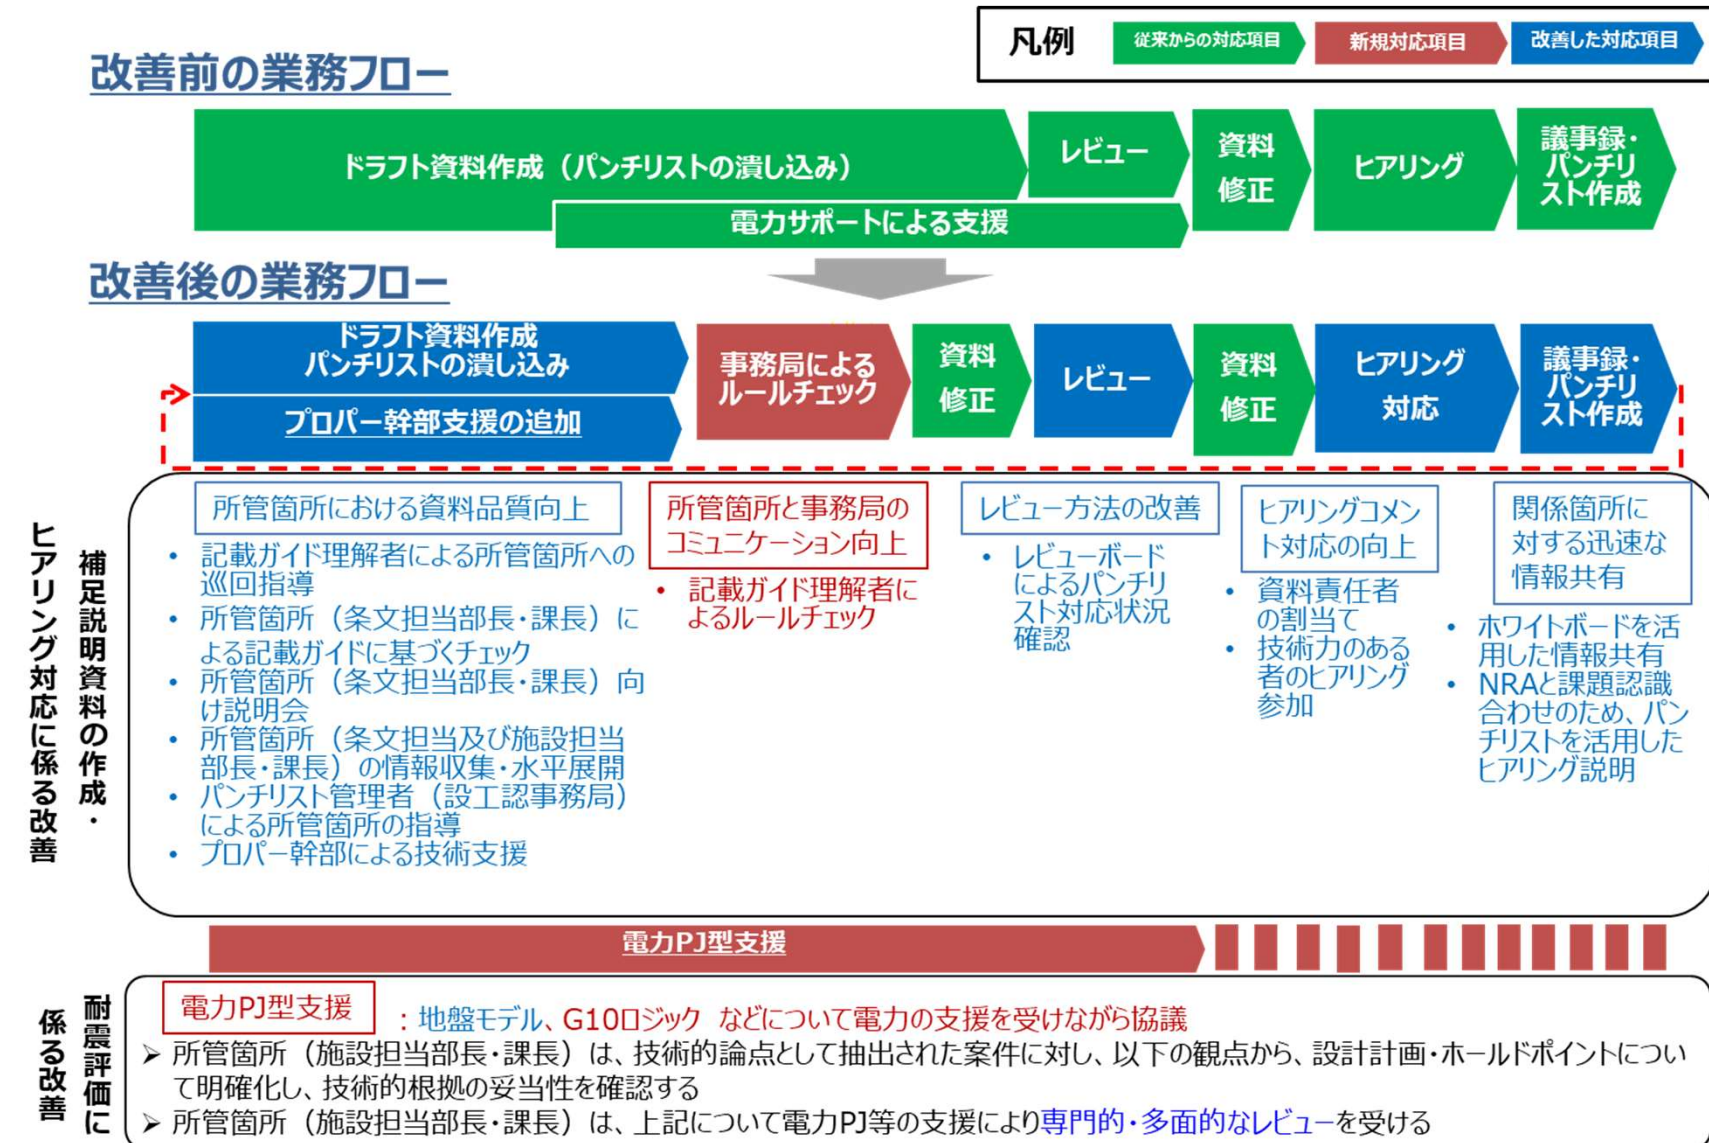 凡例
従来からの対応項目
新規対応項目
改善した対応項目
改善前の業務フロー
ドラフト資料作成（パンチリストの潰し込み）
レビュー
資料
修正
ヒアリング
議事録・
パンチリ
スト作成
電力サポートによる支援
改善後の業務フロー
ドラフト資料作成
パンチリストの潰し込み
プロパー幹部支援の追加
事務局による
ルールチェック
資料
修正
レビュー
資料
修正
ヒアリング
対応
議事録・
パンチリ
スト作成
補足説明資料の作成・
ヒアリング対応に係る改善
所管箇所における資料品質向上
• 記載ガイド理解者による所管箇所への
巡回指導
• 所管箇所（条文担当部長・課長）に
よる記載ガイドに基づくチェック
• 所管箇所（条文担当部長・課長）向
け説明会
• 所管箇所（条文担当及び施設担当
部長・課長）の情報収集・水平展開
• パンチリスト管理者（設工認事務局）
による所管箇所の指導
• プロパー幹部による技術支援
所管箇所と事務局の
コミュニケーション向上
• 記載ガイド理解者に
よるルールチェック
レビュー方法の改善
• レビューボード
によるパンチリ
スト対応状況
確認
ヒアリングコメン
ト対応の向上
• 資料責任者
の割当て
• 技術力のある
者のヒアリング
参加
関係箇所に
対する迅速な
情報共有
• ホワイトボードを活
用した情報共有
• NRAと課題認識
合わせのため、パン
チリストを活用した
ヒアリング説明
電力PJ型支援
耐震評価に
係る改善
電力PJ型支援
：地盤モデル、G10ロジック などについて電力の支援を受けながら協議
➢ 所管箇所（施設担当部長・課長）は、技術的論点として抽出された案件に対し、以下の観点から、設計計画・ホールドポイントについ
て明確化し、技術的根拠の妥当性を確認する
➢ 所管箇所（施設担当部長・課長）は、上記について電力PJ等の支援により専門的・多面的なレビューを受ける